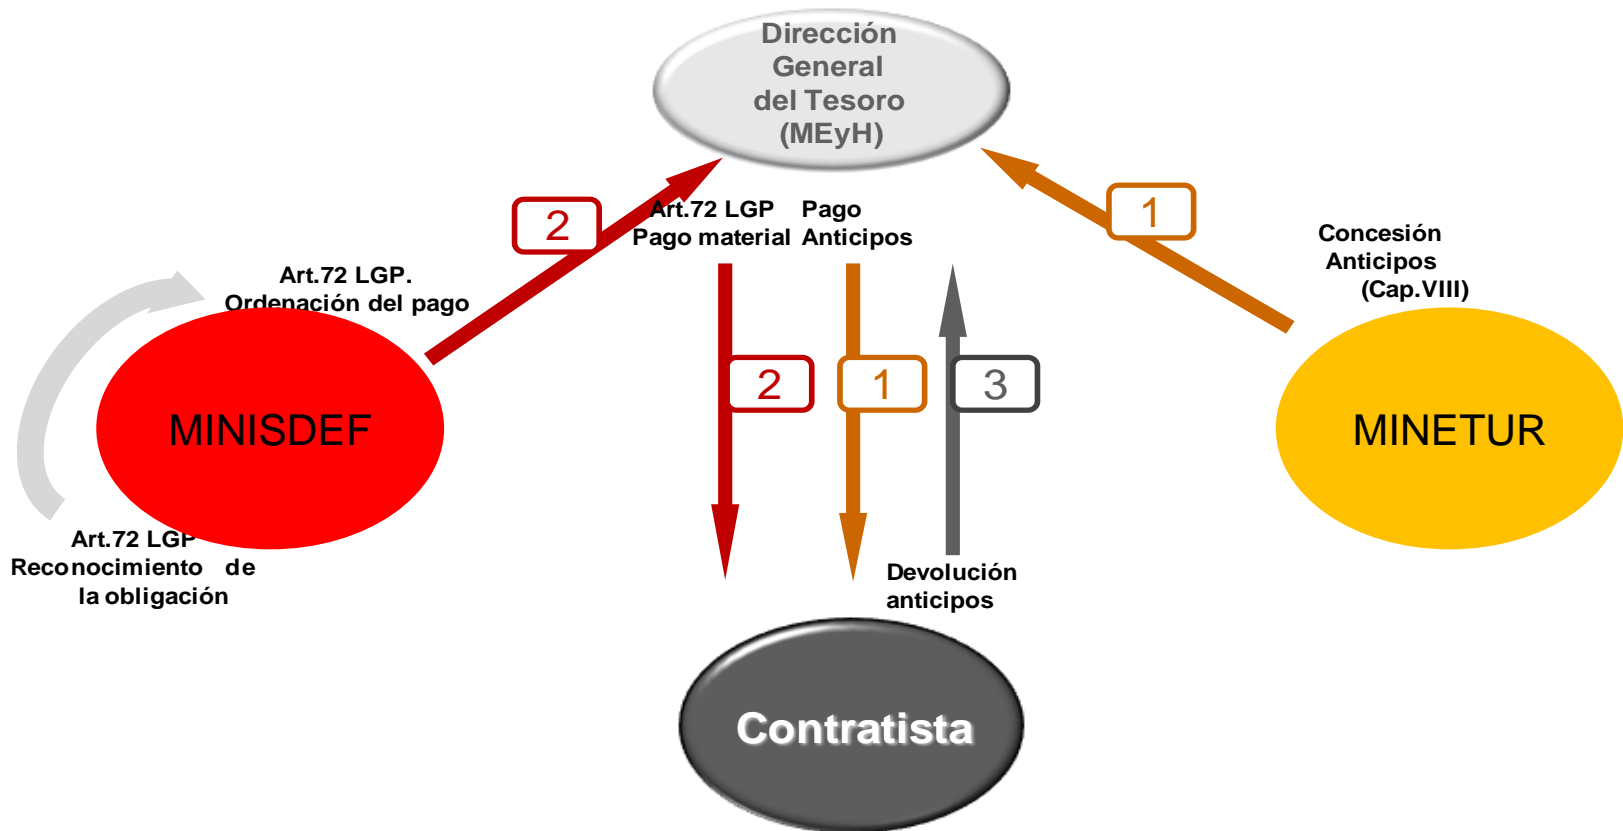 Dirección
General
del Tesoro
(MEyH)
2
Art.72 LGP
Pago material
Pago
Anticipos
1
Concesión
Anticipos
(Cap.VIII)
Art.72 LGP.
Ordenación del pago
2
1
3
MINISDEF
MINETUR
Art.72 LGP
Reconocimiento de
la obligación
Devolución
anticipos
Contratista